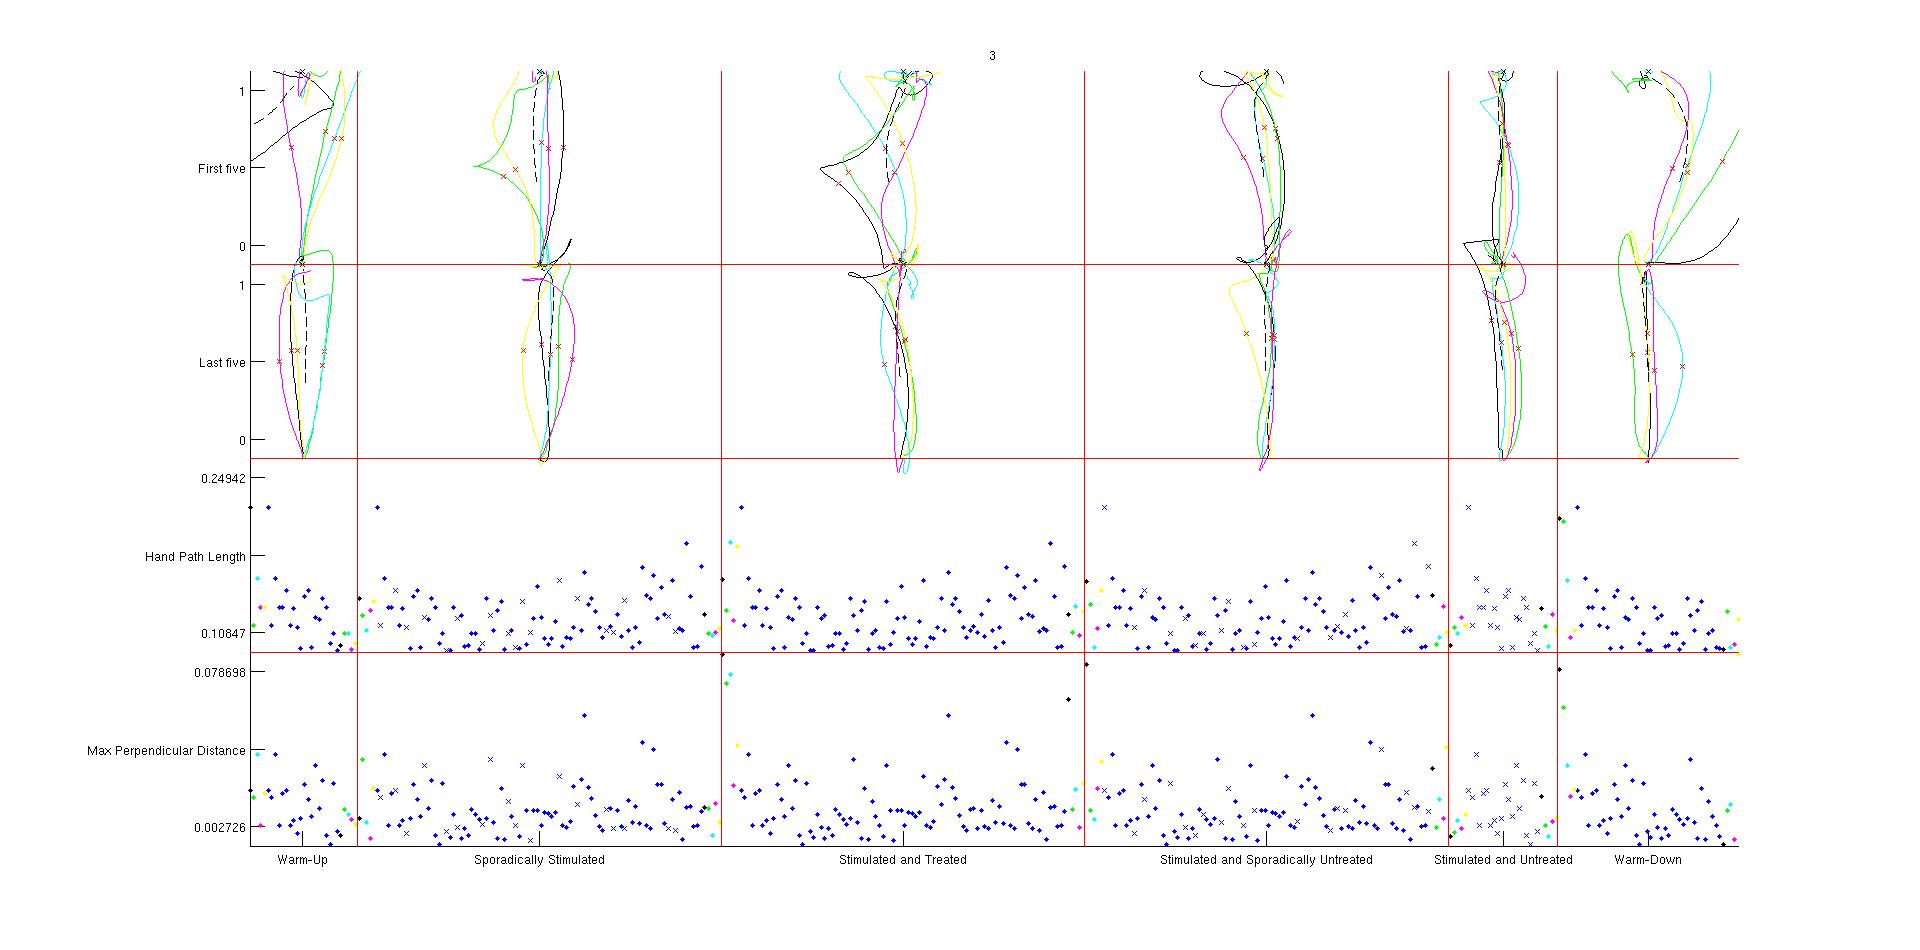 3
1
First five
0
1
Last five
0
0.24942
Hand Path Length
0.10847
0.078698
Max Perpendicular Distance
0.002726
Warm-Up Sporadically Stimulated Stimulated and Treated Stimulated and Sporadically Untreated Stimulated and Untreated Warm-Down